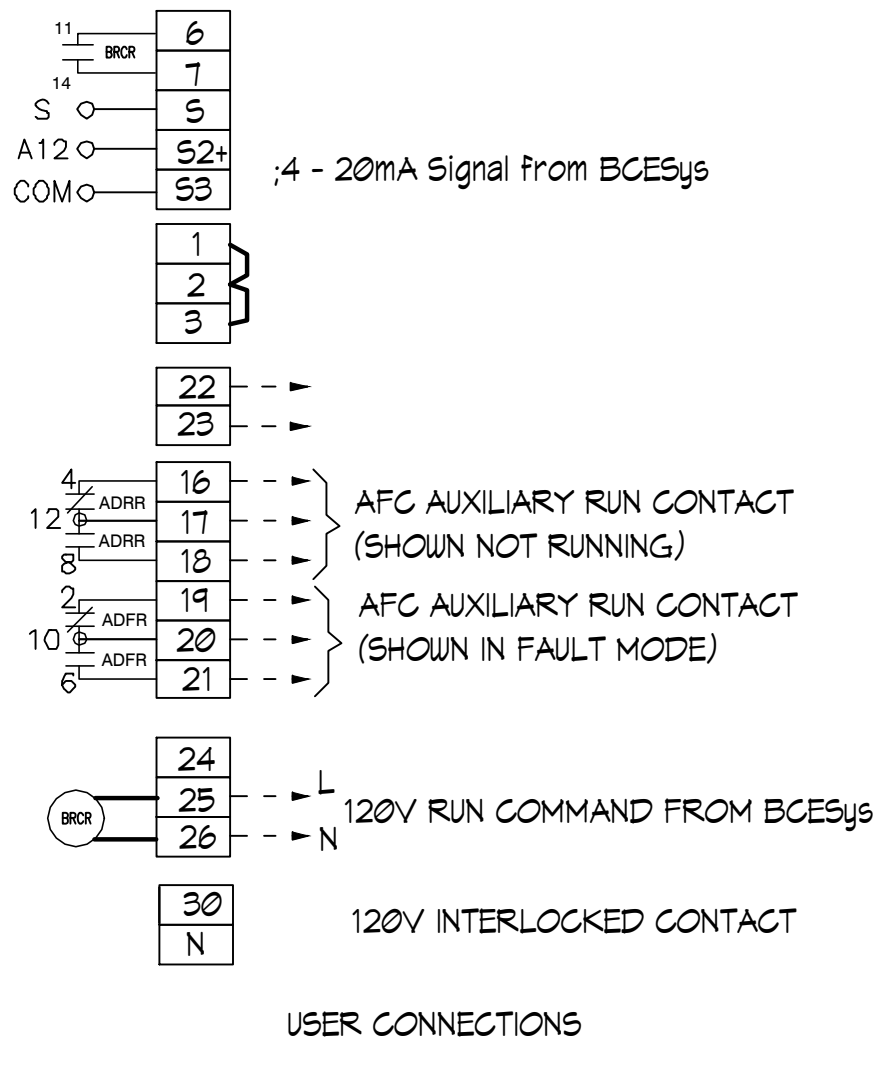 11 6
BRCR
14 7
S S
A12 S2+
COM S3
;4 - 20mA Signal from BCESys
1
2
3
22
23
4 16
ADRR
12 17
ADRR
8 18
AFC AUXILIARY RUN CONTACT
(SHOWN NOT RUNNING)
2 19
ADFR
10 20
ADFR
6 21
AFC AUXILIARY RUN CONTACT
(SHOWN IN FAULT MODE)
24
BRCR
25 L
26 N
120V RUN COMMAND FROM BCESys
30
N
120V INTERLOCKED CONTACT
USER CONNECTIONS